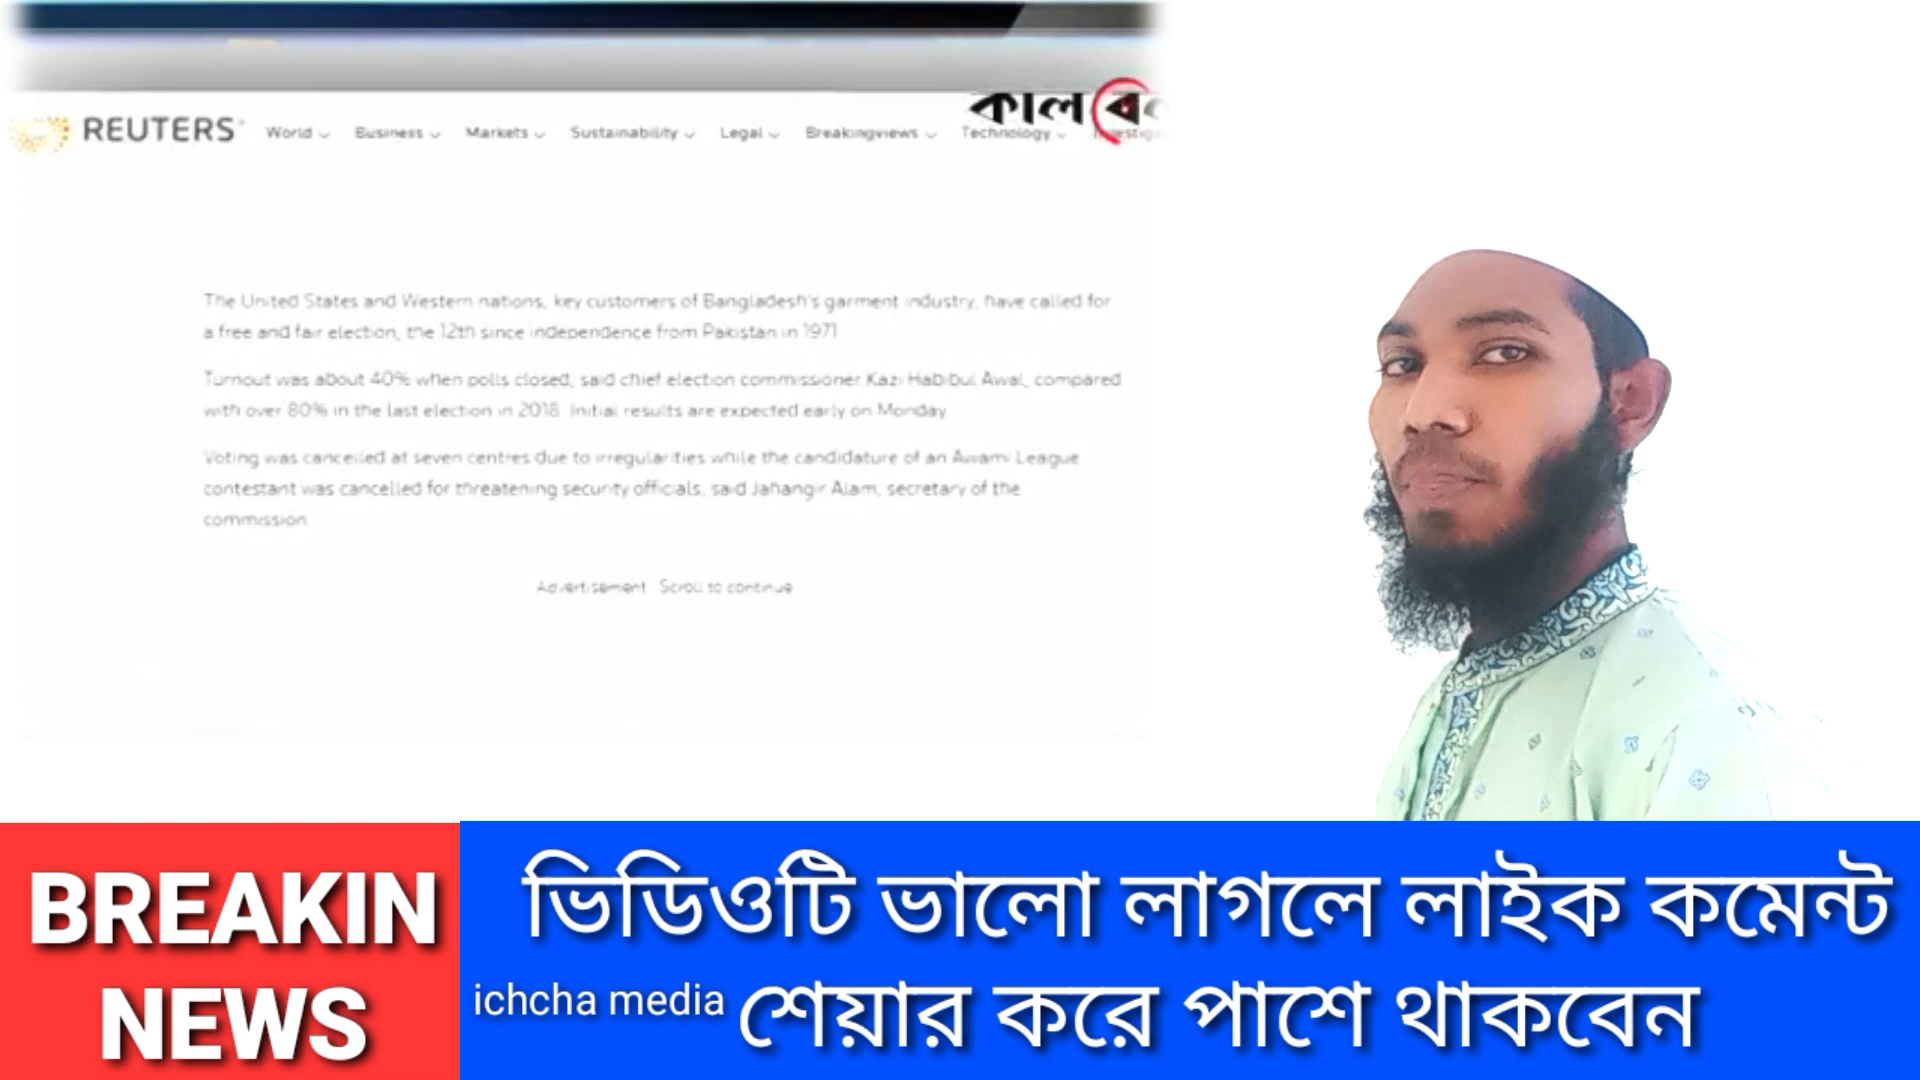 REUTERS
World Business Markets Sustainability Legal Breakingviews Technology
কাল
The United States and Western nations, key customers of Bangladesh's garment industry, have called for
a free and fair election, the 12th since independence from Pakistan in 1971
Turnout was about 40% when polls closed, said chief election commissioner Kazi Habibul Awal, compared
with over 80% in the last election in 2018. Initial results are expected early on Monday
Voting was cancelled at seven centres due to irregularities while the candidature of an Awami League
contestant was cancelled for threatening security officials, said Jahangir Alam, secretary of the
commission
Advertisement Scroll to continue
BREAKIN
NEWS
ভিডিওটি ভালো লাগলে লাইক কমেন্ট
ichcha media শেয়ার করে পাশে থাকবেন